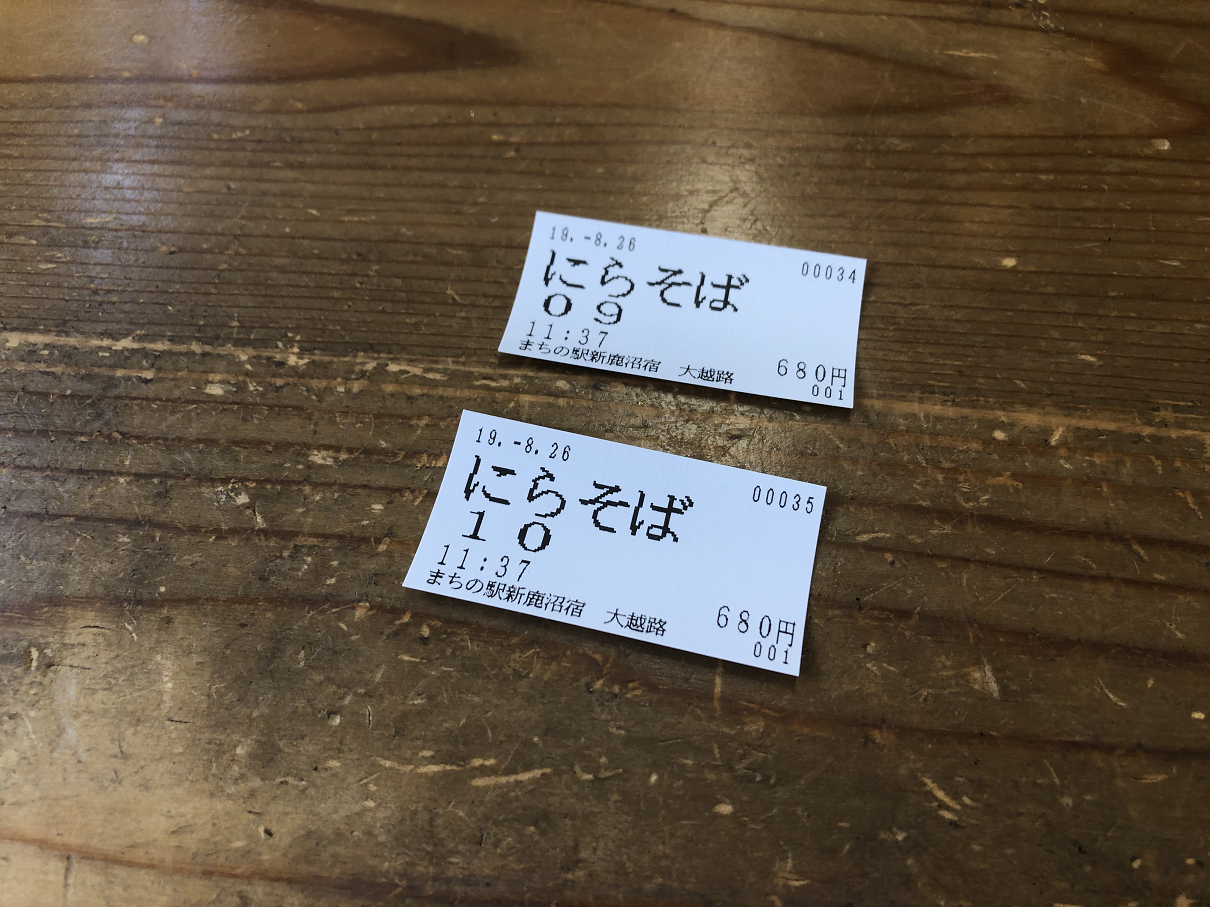 19.-8.26
00034
にらそば
09
11:37
まちの駅新鹿沼宿 大越路
680円
001
19.-8.26
00035
にらそば
10
11:37
まちの駅新鹿沼宿 大越路
680円
001